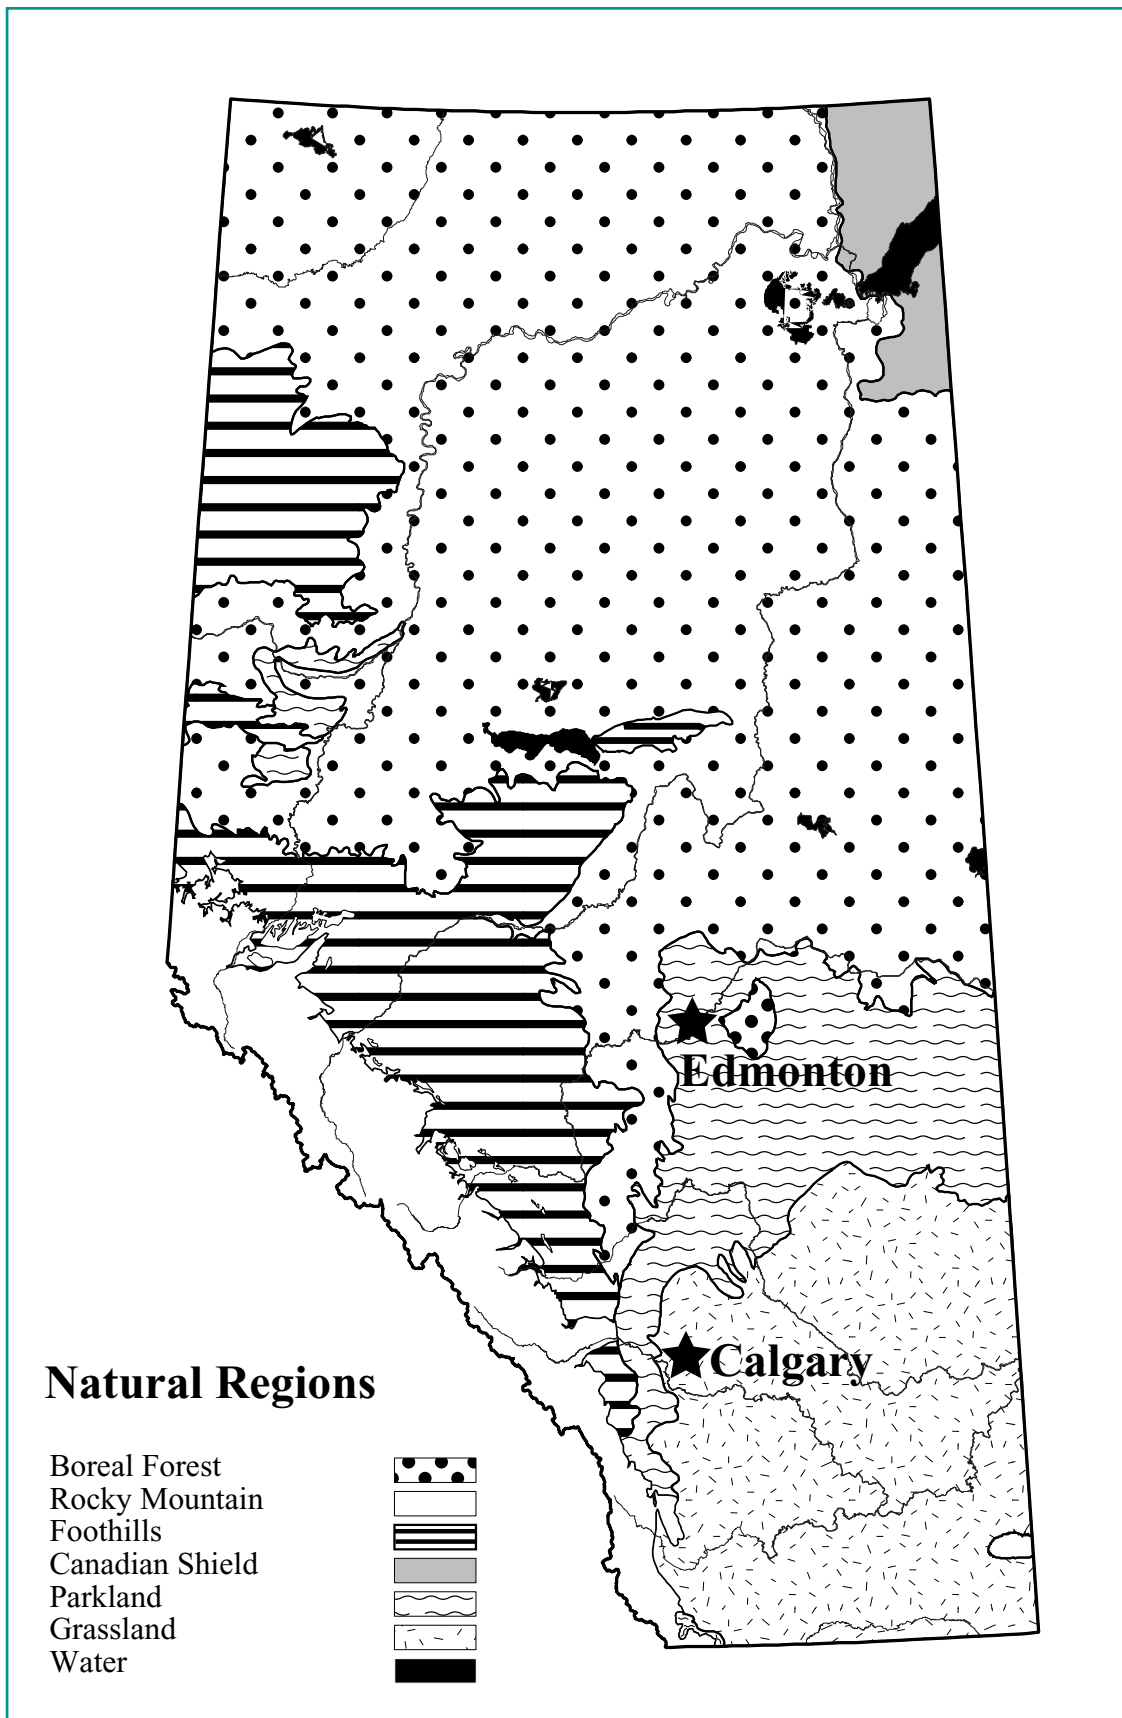 Edmonton
Calgary
Natural Regions
Boreal Forest
Rocky Mountain
Foothills
Canadian Shield
Parkland
Grassland
Water